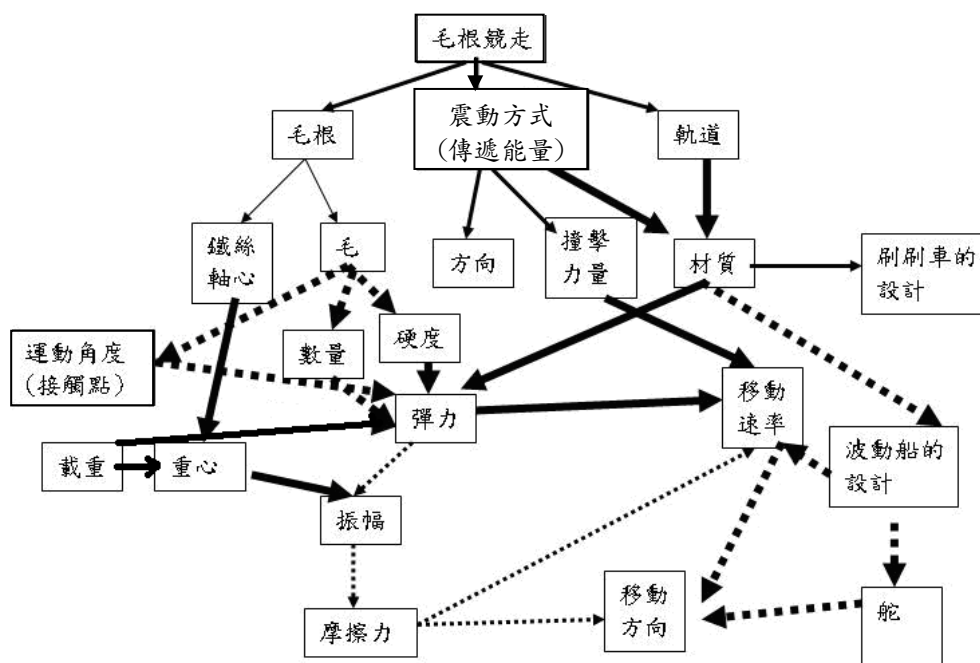 毛根競走
震動方式
(傳遞能量)
毛根
軌道
鐵絲
軸心
毛
方向
撞擊
力量
材質
刷刷車的
設計
運動角度
(接觸點)
數量
硬度
彈力
移動
速率
載重
重心
波動船的
設計
振幅
摩擦力
移動
方向
舵